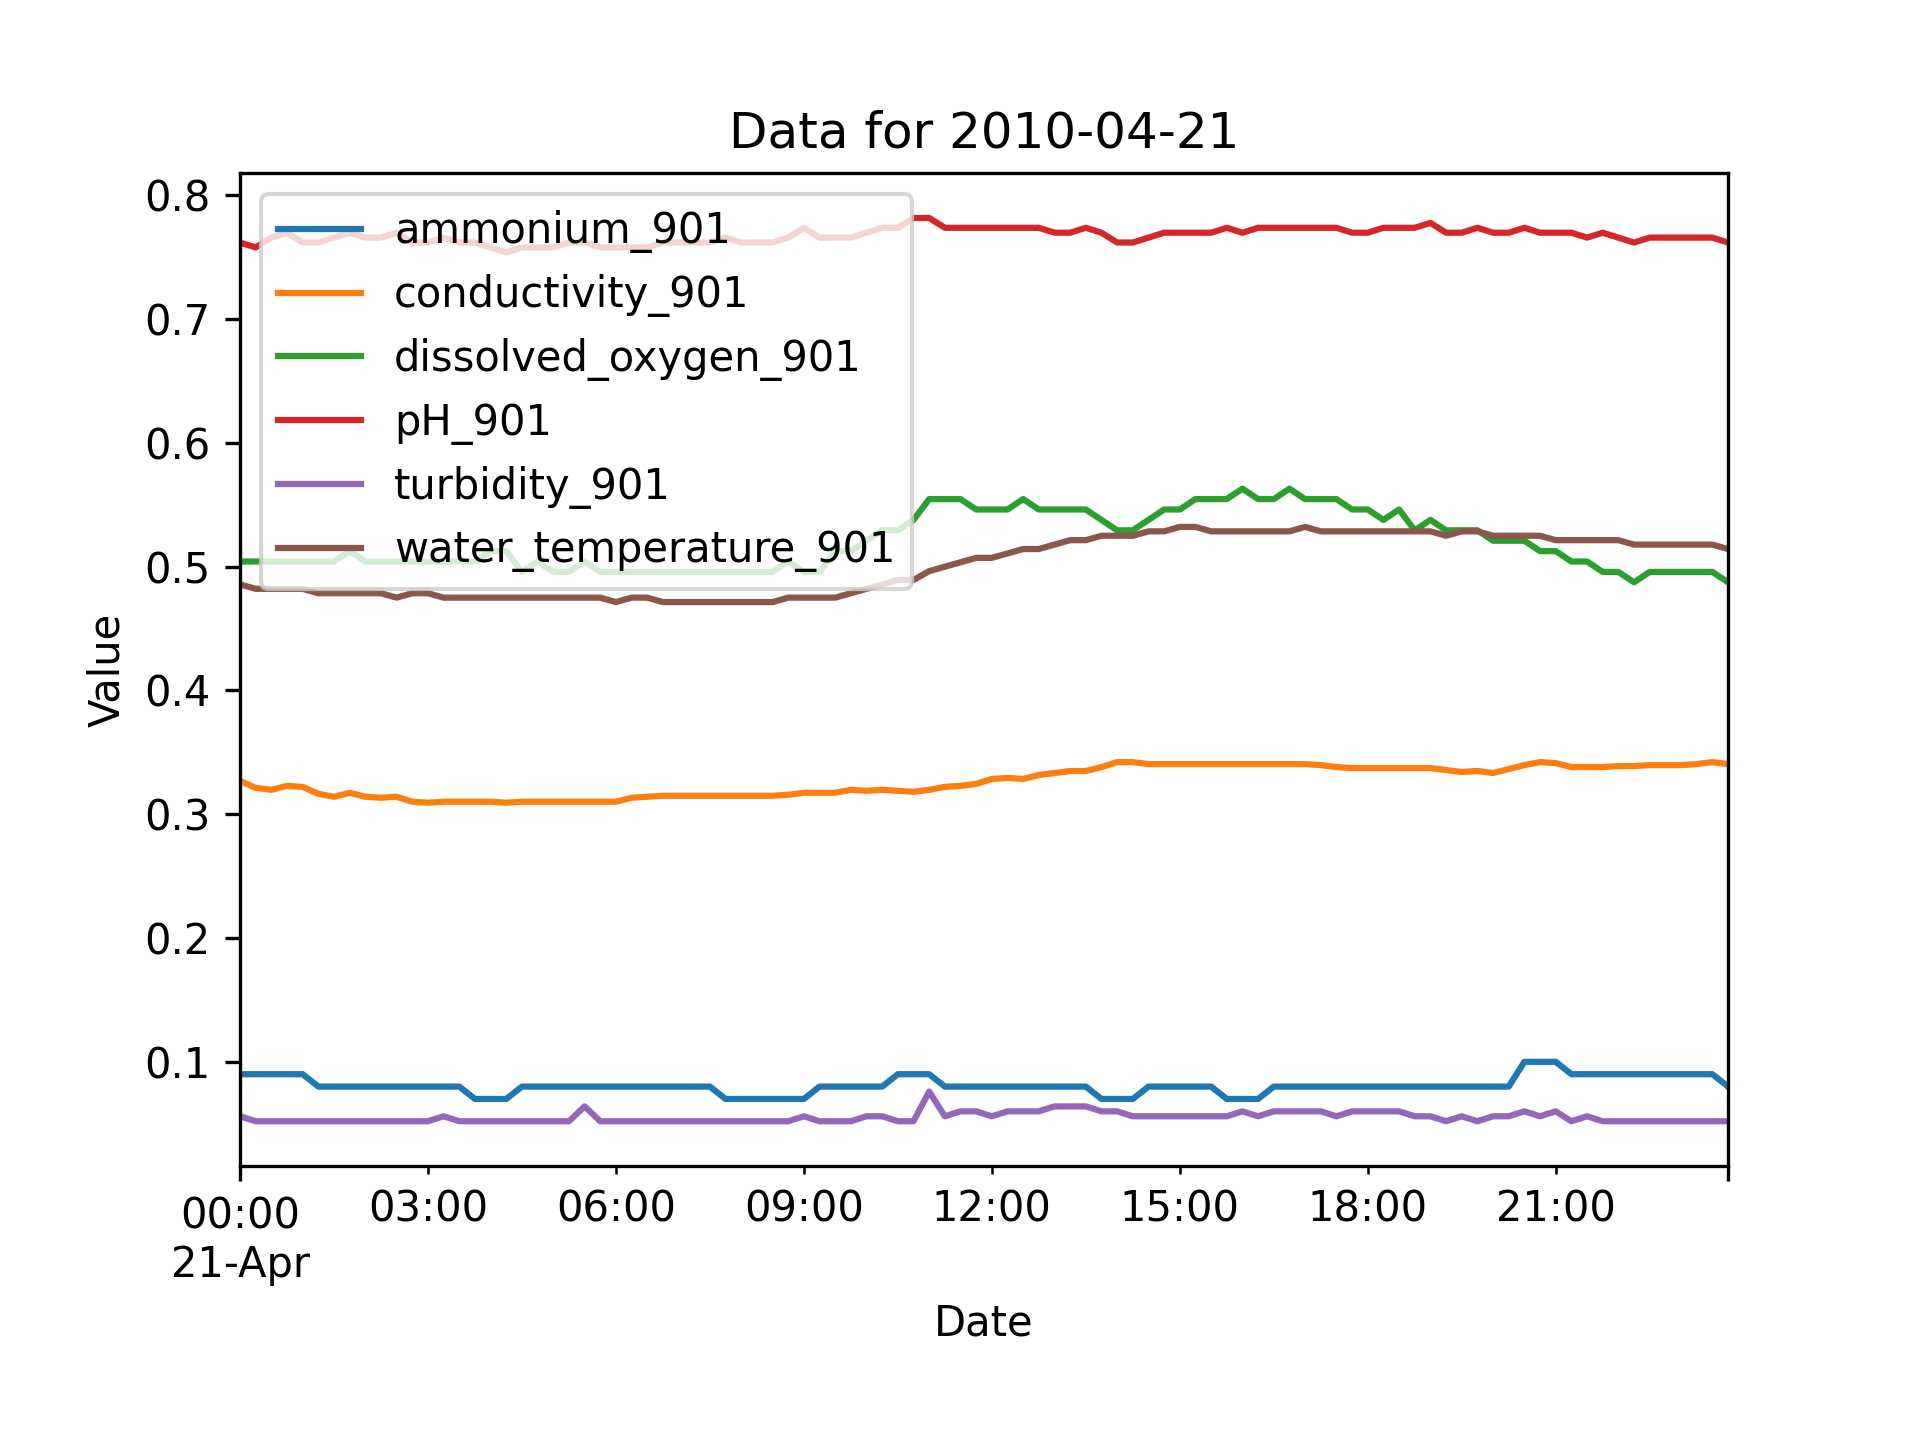 Data for 2010-04-21
0.8
0.7
0.6
0.5
0.4
0.3
0.2
0.1
Value
ammonium_901
conductivity_901
dissolved_oxygen_901
pH_901
turbidity_901
water_temperature_901
00:00 03:00 06:00 09:00 12:00 15:00 18:00 21:00
21-Apr
Date